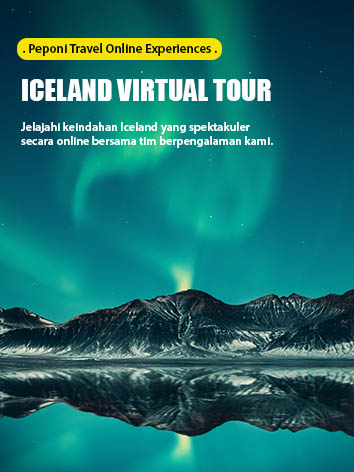 . Peponi Travel Online Experiences .
ICELAND VIRTUAL TOUR
Jelajahi keindahan Iceland yang spektakuler
secara online bersama tim berpengalaman kami.